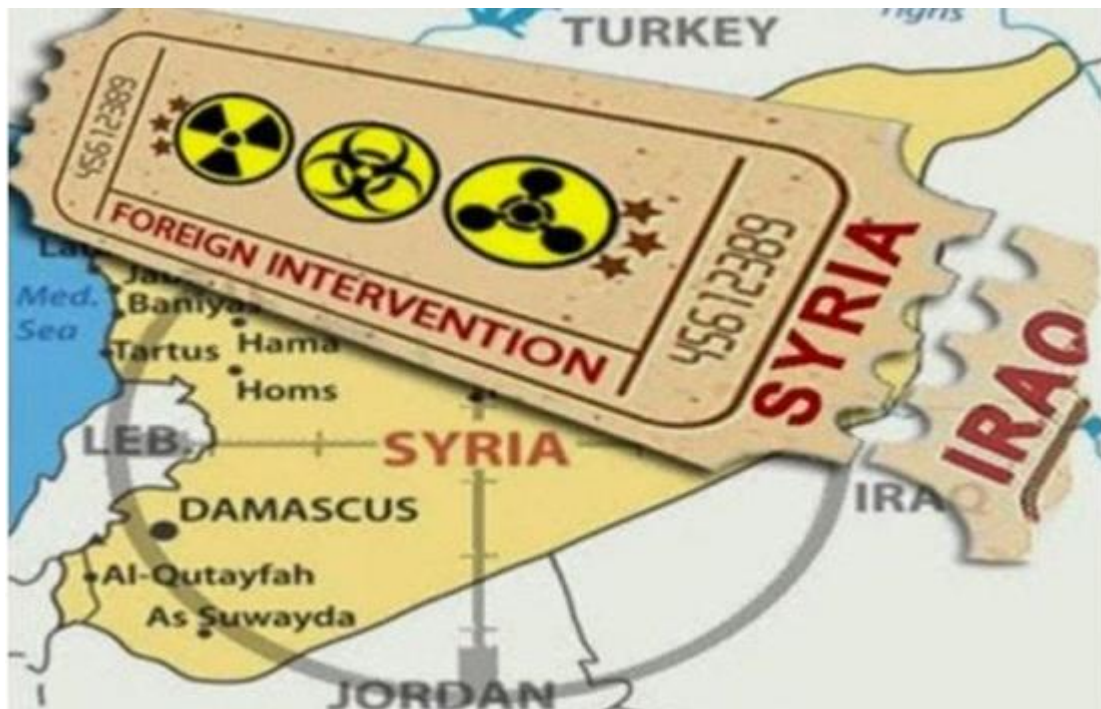 TURKEY
Tigris
45612389
FOREIGN INTERVENTION
45612389
SYRIA
IRAQ
Med.
Sea
Baniyas
Tartus
Hama
Homs
LEB.
SYRIA
IRAQ
DAMASCUS
Al-Qutayfah
As Suwayda
JORDAN